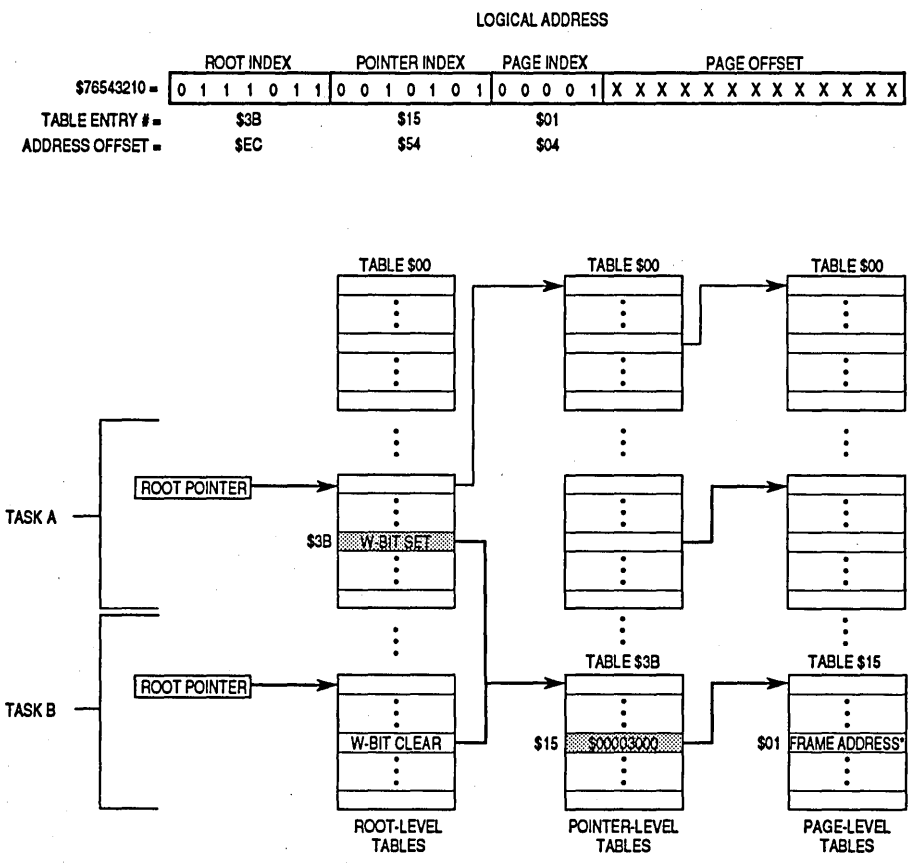 LOGICAL ADDRESS
ROOT INDEX POINTER INDEX PAGE INDEX PAGE OFFSET
$76543210 = 0 1 1 1 0 1 1 0 0 1 0 1 0 1 0 0 0 0 1 X X X X X X X X X X X X X
TABLE ENTRY # = $3B $15 $01
ADDRESS OFFSET = $EC $54 $04
TABLE $00 TABLE $00 TABLE $00
ROOT POINTER
TASK A
$3B W-BIT SET
TABLE $3B TABLE $15
ROOT POINTER
TASK B
W-BIT CLEAR $15 $00003000 $01 FRAME ADDRESS*
ROOT-LEVEL TABLES POINTER-LEVEL TABLES PAGE-LEVEL TABLES